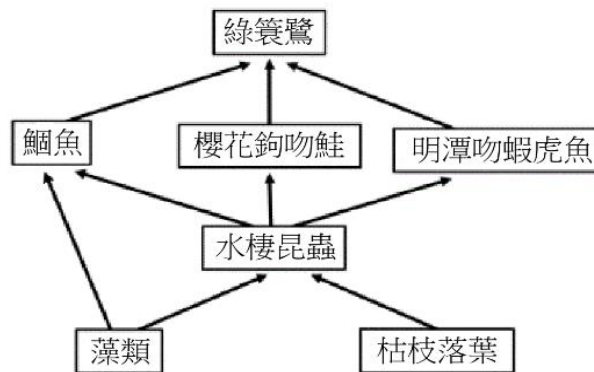 綠簑鷺
鯝魚
櫻花鉤吻鮭
明潭吻蝦虎魚
水棲昆蟲
藻類
枯枝落葉